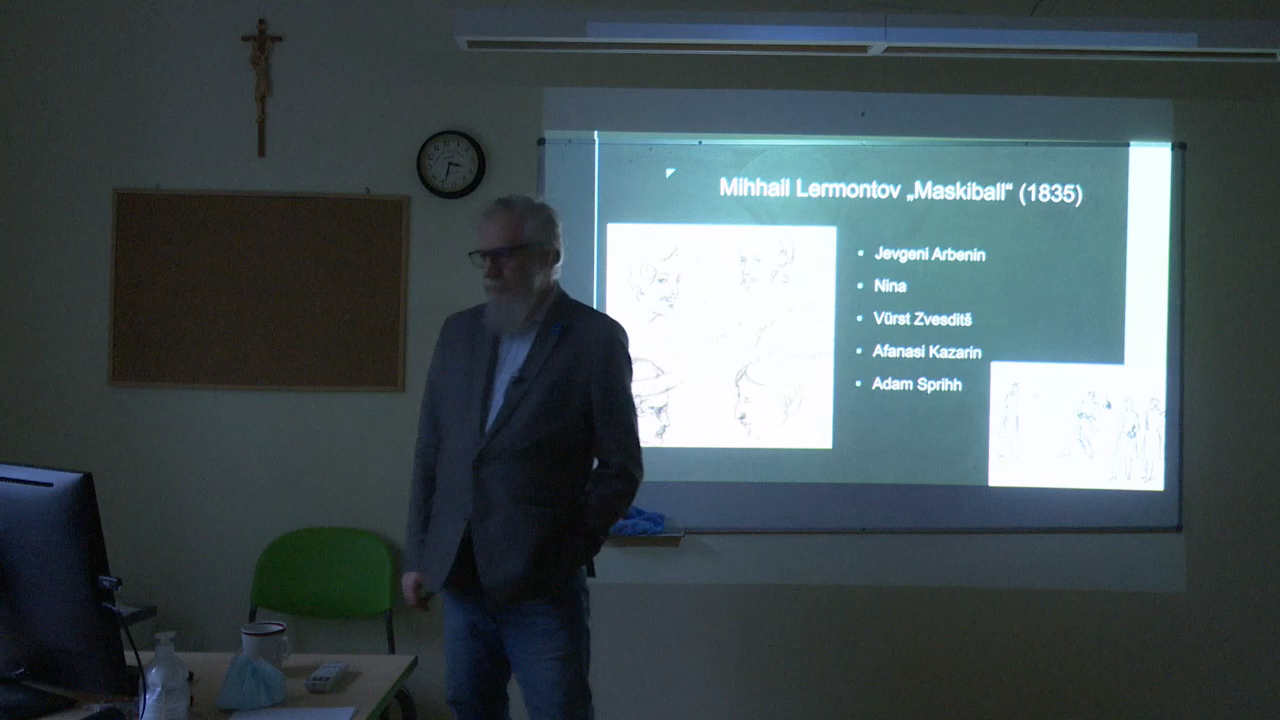 Mihhail Lermontov „Maskiball“ (1835)
Jevgeni Arbenin
Nina
Vürst Zvesditš
Afanasi Kazarin
Adam Sprihh